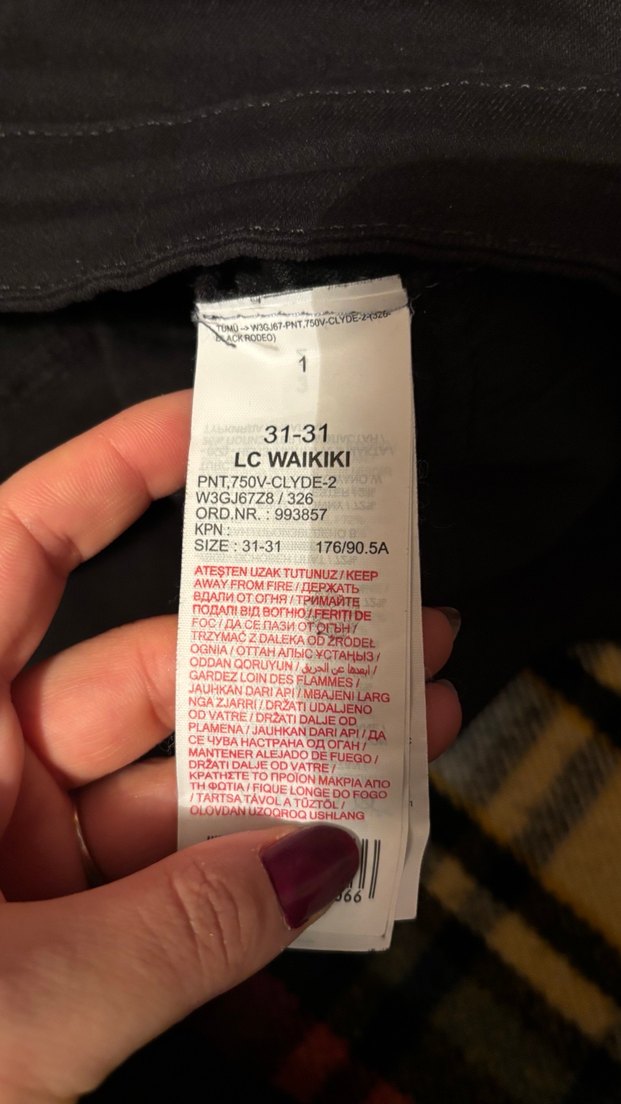 TÜMÜ -> W3GJ67-PNT,750V-CLYDE-2-(326-
BLACK RODEO)
1
31-31
LC WAIKIKI
PNT,750V-CLYDE-2
W3GJ67Z8 / 326
ORD.NR. : 993857
KPN :
SIZE : 31-31 176/90.5A
ATEŞTEN UZAK TUTUNUZ / KEEP
AWAY FROM FIRE / ДЕРЖАТЬ
ВДАЛИ ОТ ОГНЯ / ТРИМАЙТЕ
ПОДАЛІ ВІД ВОГНЮ / FERITI DE
FOC / ДА СЕ ПАЗИ ОТ ОГЪН /
TRZYMAĆ Z DALEKA OD ŹRÓDEŁ
OGNIA / ОТТАН АЛЫС ҰСТАҢЫЗ /
ODDAN QORUYUN / أبعدها عن الحريق /
GARDEZ LOIN DES FLAMMES /
JAUHKAN DARI API / MBAJENI LARG
NGA ZJARRI / DRŽATI UDALJENO
OD VATRE / DRŽATI DALJE OD
PLAMENA / JAUHKAN DARI API / ДА
СЕ ЧУВА НАСТРАНА ОД ОГАН /
MANTENER ALEJADO DE FUEGO /
DRŽATI DALJE OD VATRE /
ΚΡΑΤΗΣΤΕ ΤΟ ΠΡΟΪΟΝ ΜΑΚΡΙΑ ΑΠΟ
ΤΗ ΦΩΤΙΑ / FIQUE LONGE DO FOGO
/ TARTSA TÁVOL A TŰZTŐL /
OLOVDAN UZOQROQ USHLANG